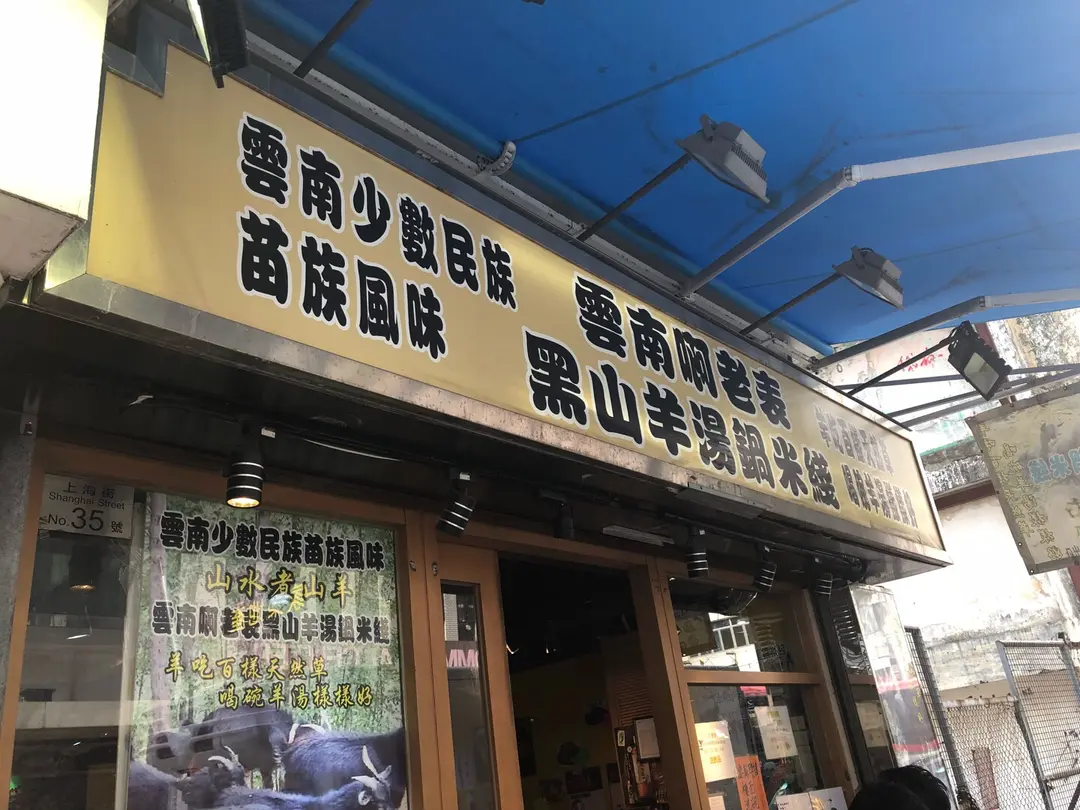 雲南少數民族
苗族風味
雲南啊老表
黑山羊湯鍋米綫
上海街
Shanghai Street
No. 35 號
雲南少數民族苗族風味
山水煮山羊
雲南啊老表黑山羊湯鍋米綫
羊吃百樣天然草
喝碗羊湯樣樣好